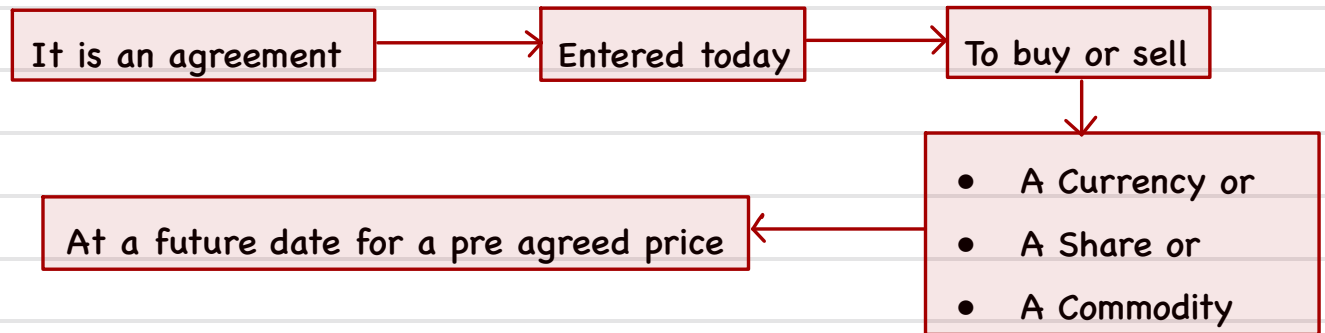 It is an agreement
Entered today
To buy or sell
• A Currency or
• A Share or
• A Commodity
At a future date for a pre agreed price